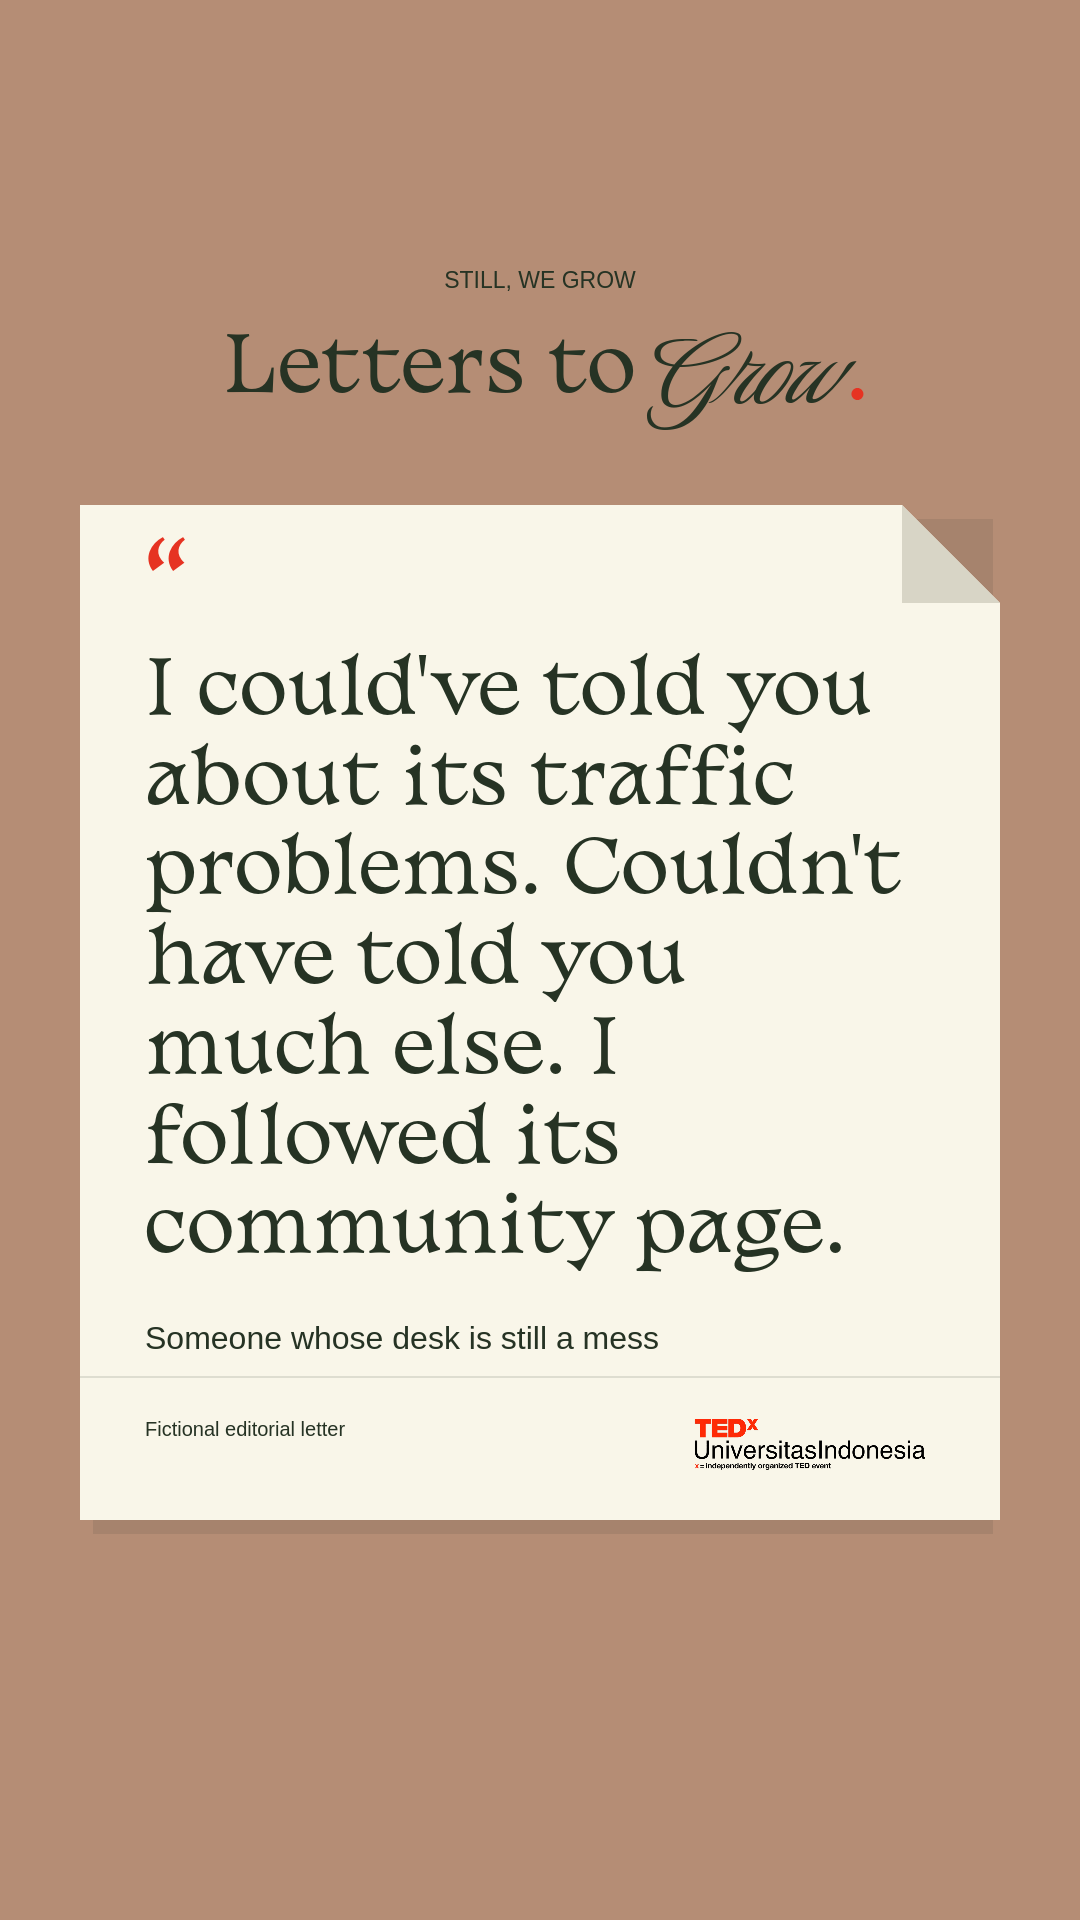 STILL, WE GROW
Letters to Grow.
“
I could've told you
about its traffic
problems. Couldn't
have told you
much else. I
followed its
community page.
Someone whose desk is still a mess
Fictional editorial letter
TEDx
UniversitasIndonesia
x = independently organized TED event